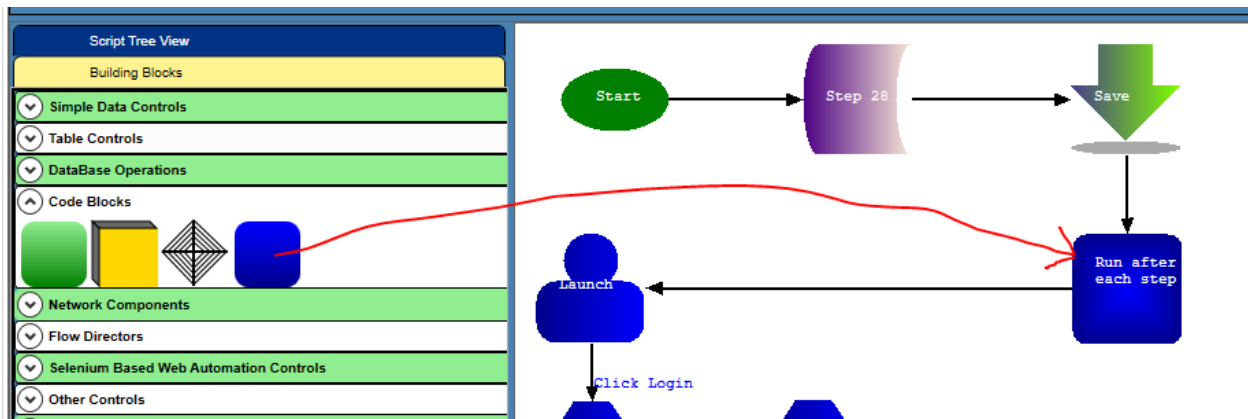 Script Tree View
Building Blocks
Simple Data Controls
Table Controls
DataBase Operations
Code Blocks
Network Components
Flow Directors
Selenium Based Web Automation Controls
Other Controls
Start
Step 28
Save
Run after
each step
Launch
Click Login